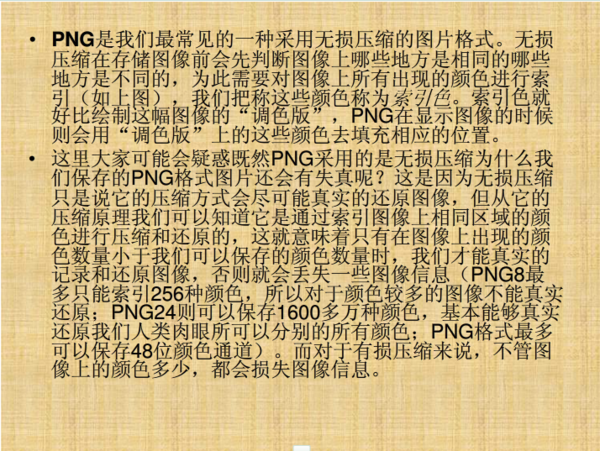 • PNG是我们最常见的一种采用无损压缩的图片格式。无损
压缩在存储图像前会先判断图像上哪些地方是相同的哪些
地方是不同的，为此需要对图像上所有出现的颜色进行索
引（如上图），我们把称这些颜色称为索引色。索引色就
好比绘制这幅图像的“调色版”，PNG在显示图像的时候
则会用“调色版”上的这些颜色去填充相应的位置。
• 这里大家可能会疑惑既然PNG采用的是无损压缩为什么我
们保存的PNG格式图片还会有失真呢？这是因为无损压缩
只是说它的压缩方式会尽可能真实的还原图像，但从它的
压缩原理我们可以知道它是通过索引图像上相同区域的颜
色进行压缩和还原的，这就意味着只有在图像上出现的颜
色数量小于我们可以保存的颜色数量时，我们才能真实的
记录和还原图像，否则就会丢失一些图像信息（PNG8最
多只能索引256种颜色，所以对于颜色较多的图像不能真实
还原；PNG24则可以保存1600多万种颜色，基本能够真实
还原我们人类肉眼所可以分别的所有颜色；PNG格式最多
可以保存48位颜色通道）。而对于有损压缩来说，不管图
像上的颜色多少，都会损失图像信息。